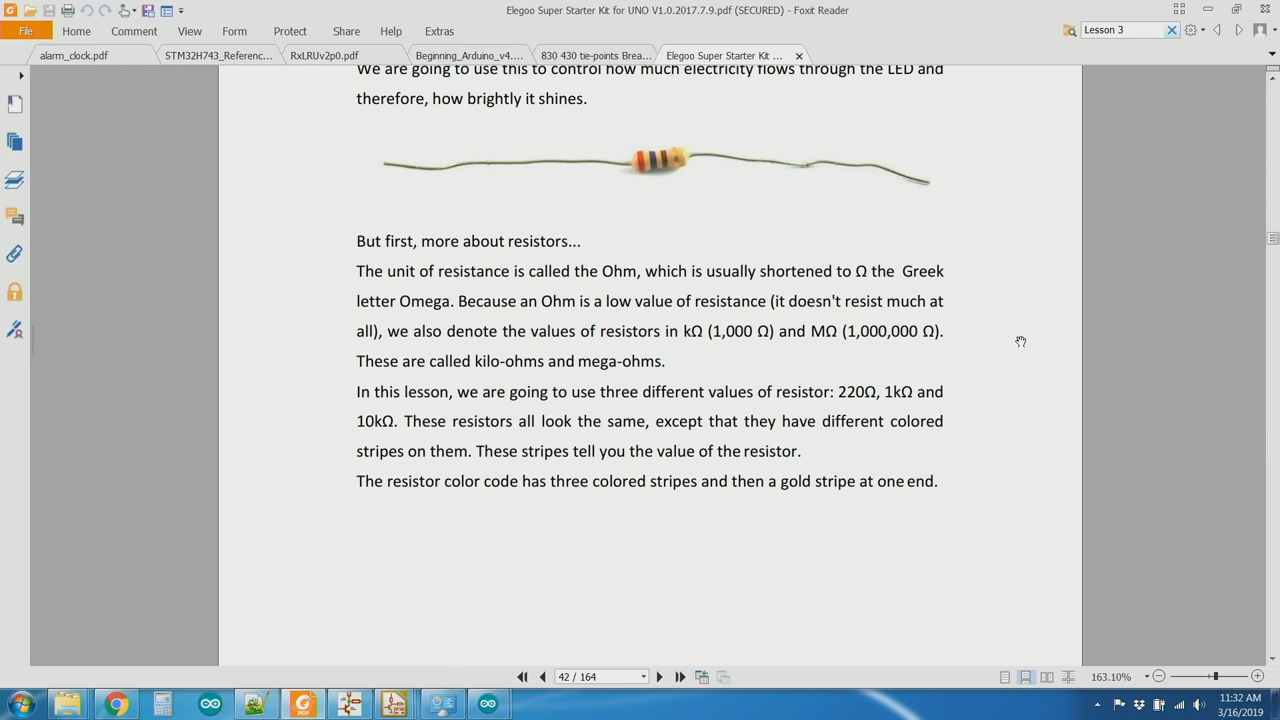 Elegoo Super Starter Kit for UNO V1.0.2017.7.9.pdf (SECURED) - Foxit Reader
File Home Comment View Form Protect Share Help Extras
Lesson 3
alarm_clock.pdf STM32H743_Referenc... RxLRUv2p0.pdf Beginning_Arduino_v4.... 830 430 tie-points Brea... Elegoo Super Starter Kit ...
We are going to use this to control how much electricity flows through the LED and
therefore, how brightly it shines.
But first, more about resistors...
The unit of resistance is called the Ohm, which is usually shortened to Ω the Greek
letter Omega. Because an Ohm is a low value of resistance (it doesn't resist much at
all), we also denote the values of resistors in kΩ (1,000 Ω) and MΩ (1,000,000 Ω).
These are called kilo-ohms and mega-ohms.
In this lesson, we are going to use three different values of resistor: 220Ω, 1kΩ and
10kΩ. These resistors all look the same, except that they have different colored
stripes on them. These stripes tell you the value of the resistor.
The resistor color code has three colored stripes and then a gold stripe at one end.
42 / 164
163.10%
11:32 AM
3/16/2019